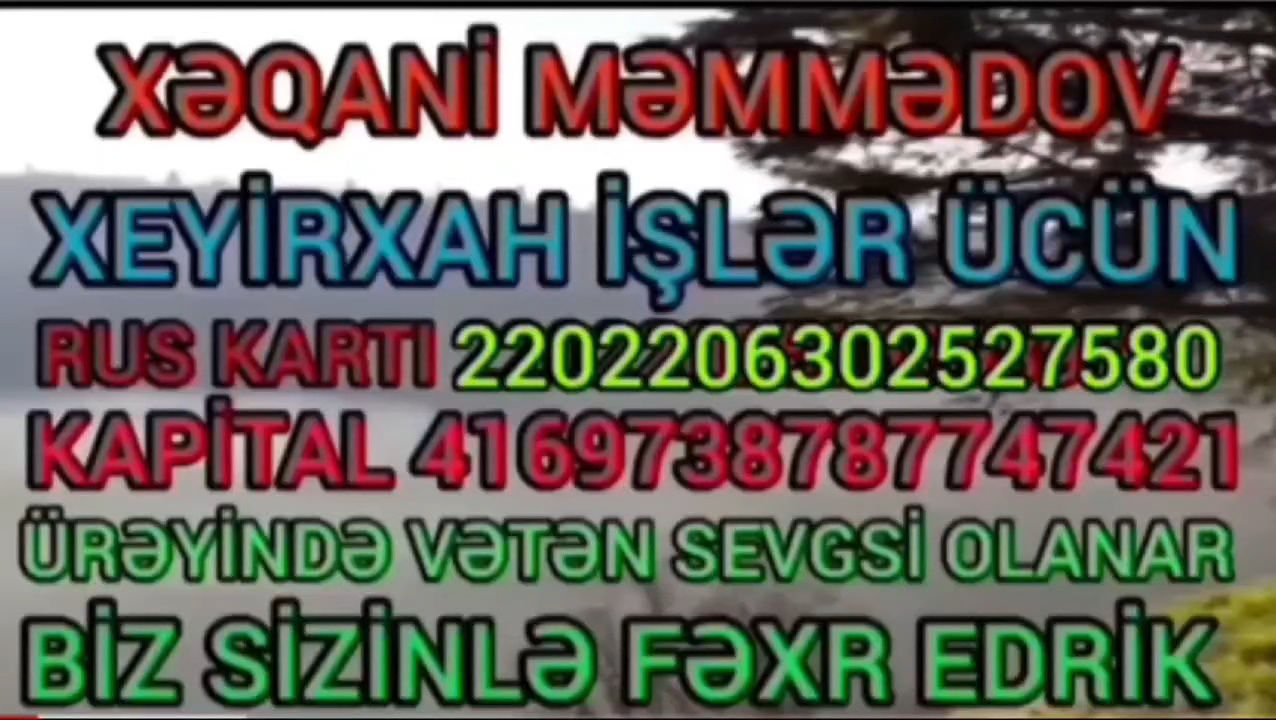 XƏQANİ MƏMMƏDOV
XEYİRXAH İŞLƏR ÜCÜN
RUS KARTI 2202206302527580
KAPİTAL 4169738787747421
ÜRƏYİNDƏ VƏTƏN SEVGSİ OLANAR
BİZ SİZİNLƏ FƏXR EDRİK